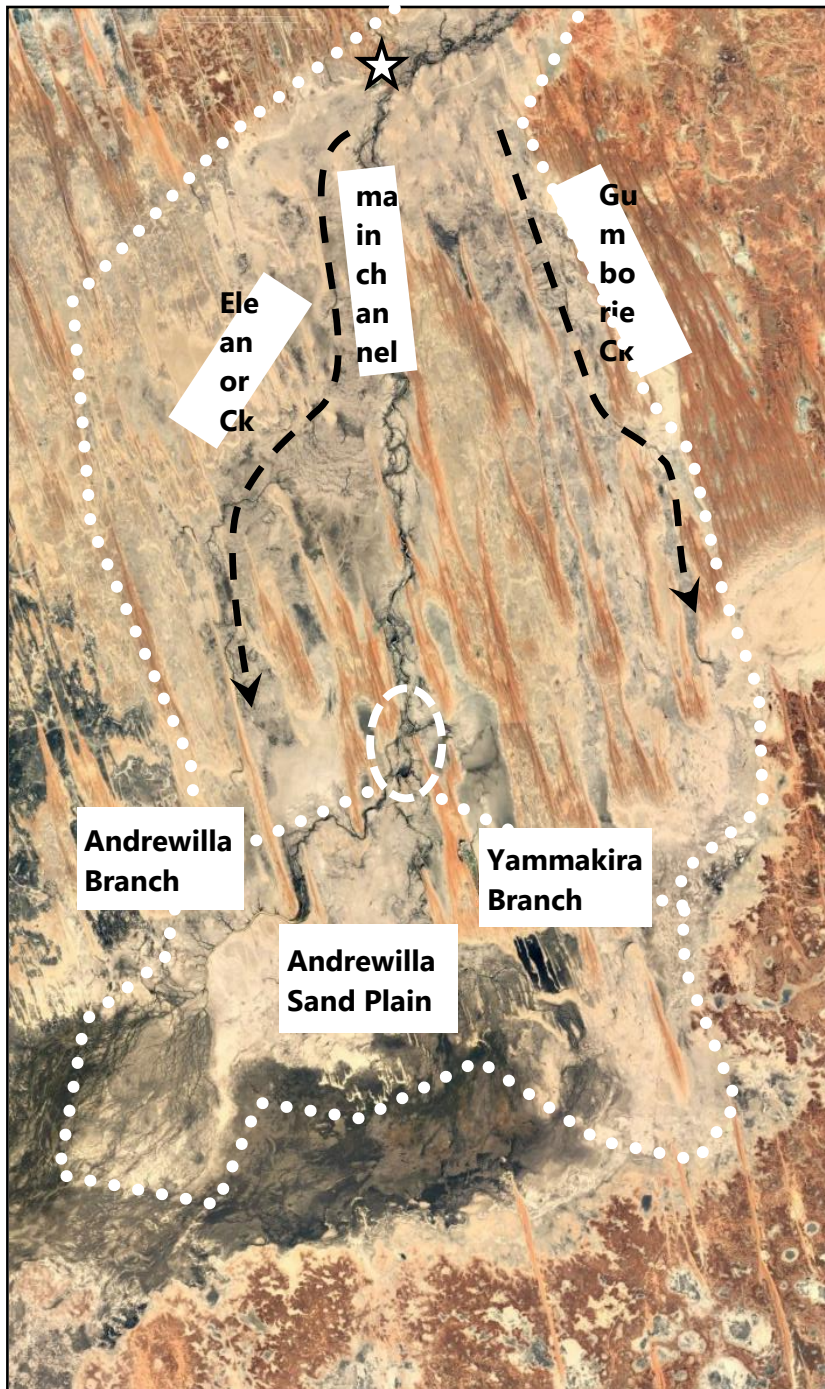 ma
in
ch
an
nel
Gu
m
bo
rie
Ck
Ele
an
or
Ck
Andrewilla
Branch
Yammakira
Branch
Andrewilla
Sand Plain